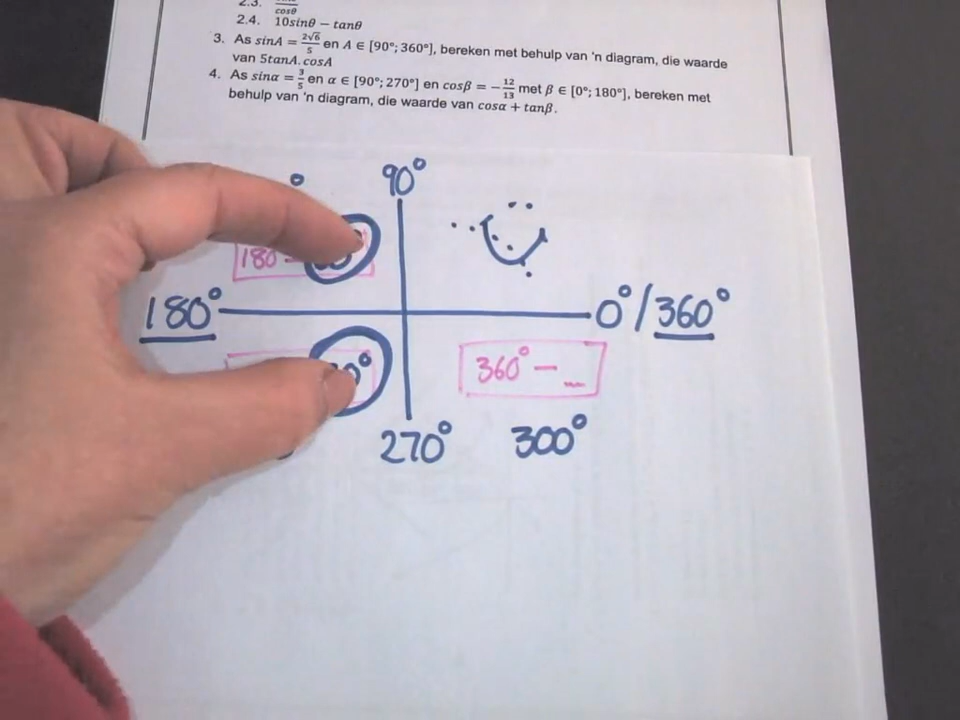 cosθ
2.4. 10sinθ − tanθ
3. As sinA = 2√6/5 en A ∈ [90°; 360°], bereken met behulp van 'n diagram, die waarde
van 5tanA.cosA
4. As sinα = 3/5 en α ∈ [90°; 270°] en cosβ = −12/13 met β ∈ [0°; 180°], bereken met
behulp van 'n diagram, die waarde van cosα + tanβ.
90°
180 −
180° 0°/360°
360° −
270° 300°